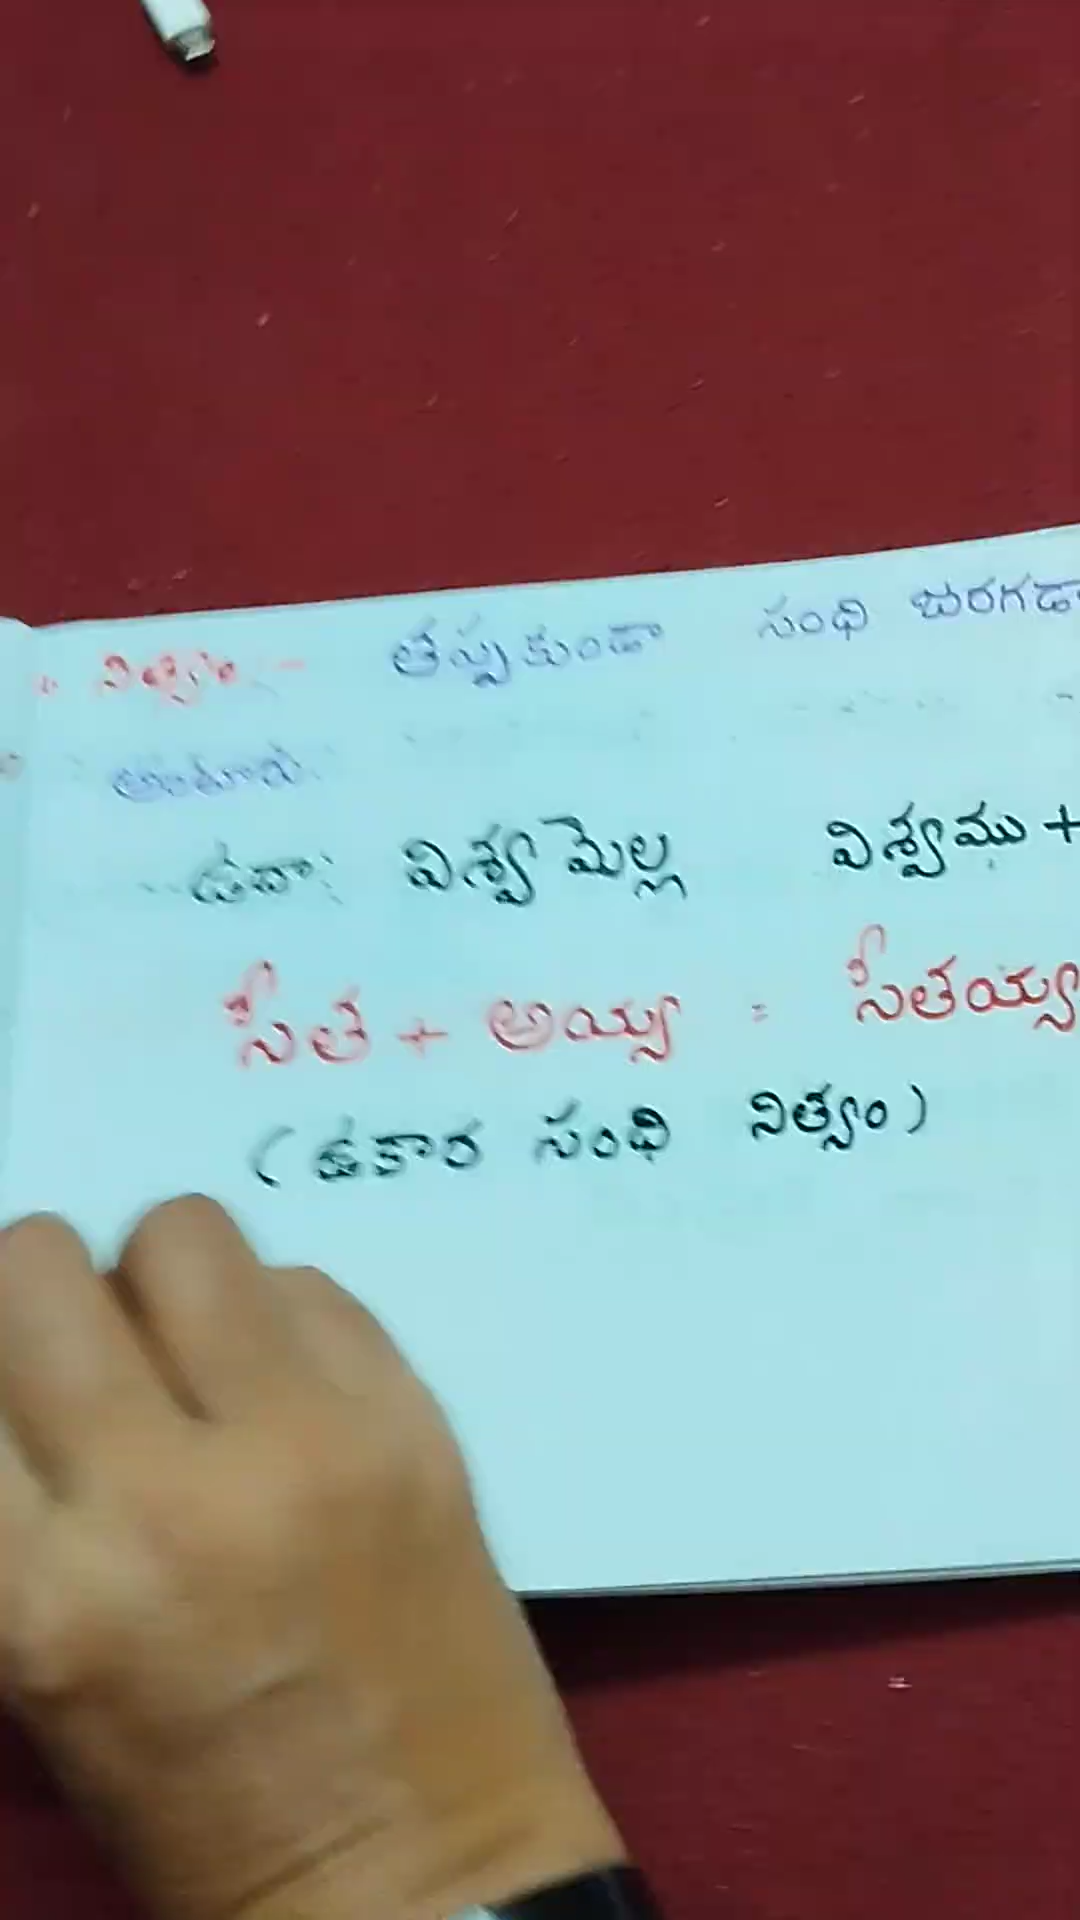 నిత్యం :- తప్పకుండా సంధి జరగడా
అంటారు.
ఉదా: విశ్వమెల్ల విశ్వము +
సీత + అయ్య = సీతయ్య
(ఉకార సంధి నిత్యం)